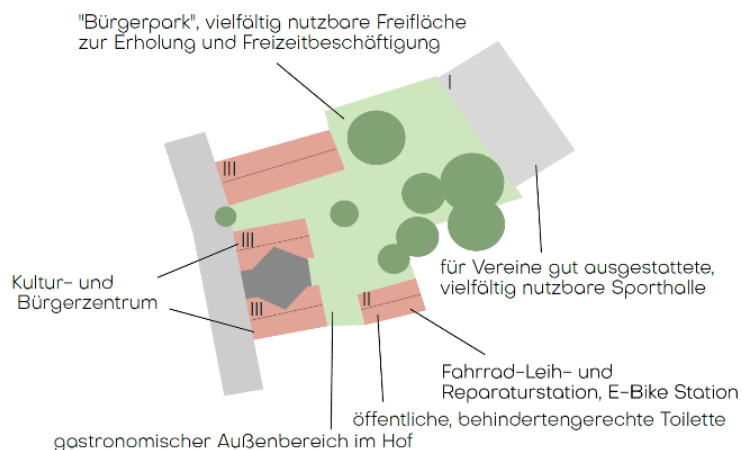 "Bürgerpark", vielfältig nutzbare Freifläche
zur Erholung und Freizeitbeschäftigung
I
III
III
Kultur- und
Bürgerzentrum
III
II
für Vereine gut ausgestattete,
vielfältig nutzbare Sporthalle
Fahrrad-Leih- und
Reparaturstation, E-Bike Station
öffentliche, behindertengerechte Toilette
gastronomischer Außenbereich im Hof